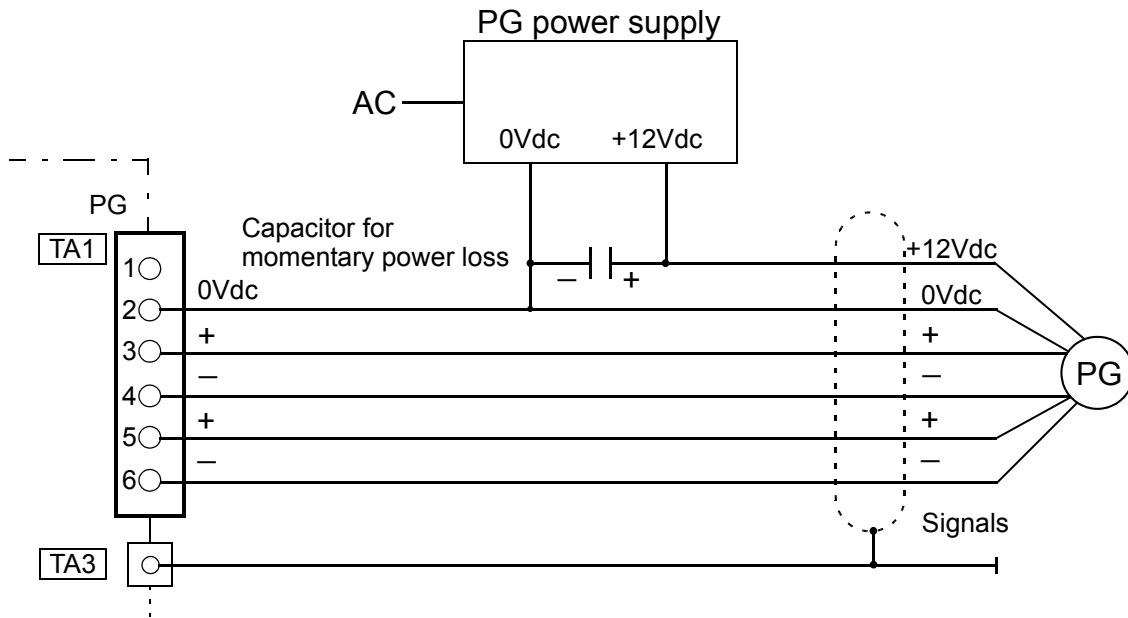 PG power supply
AC
0Vdc +12Vdc
PG
TA1
Capacitor for
momentary power loss
1
– +
+12Vdc
2
0Vdc
0Vdc
3
+
+
4
–
–
PG
5
+
+
6
–
–
Signals
TA3